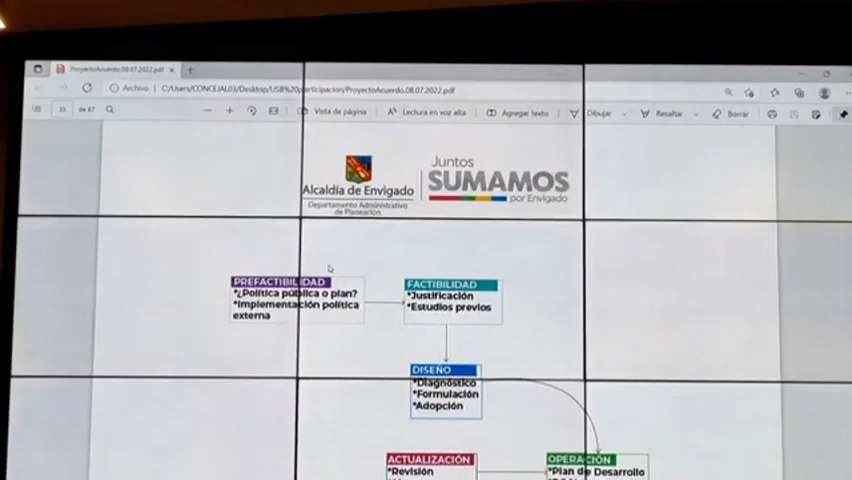 ProyectoAcuerdo.08.07.2022.pdf
Archivo | C:/Users/CONCEJAL03/Desktop/USB%20participacion/ProyectoAcuerdo.08.07.2022.pdf
35 de 67 Vista de página Lectura en voz alta Agregar texto Dibujar Resaltar Borrar
Alcaldía de Envigado
Departamento Administrativo
de Planeación
Juntos
SUMAMOS
por Envigado
PREFACTIBILIDAD
*¿Política pública o plan?
*Implementación política
externa
FACTIBILIDAD
*Justificación
*Estudios previos
DISEÑO
*Diagnóstico
*Formulación
*Adopción
ACTUALIZACIÓN
*Revisión
OPERACIÓN
*Plan de Desarrollo